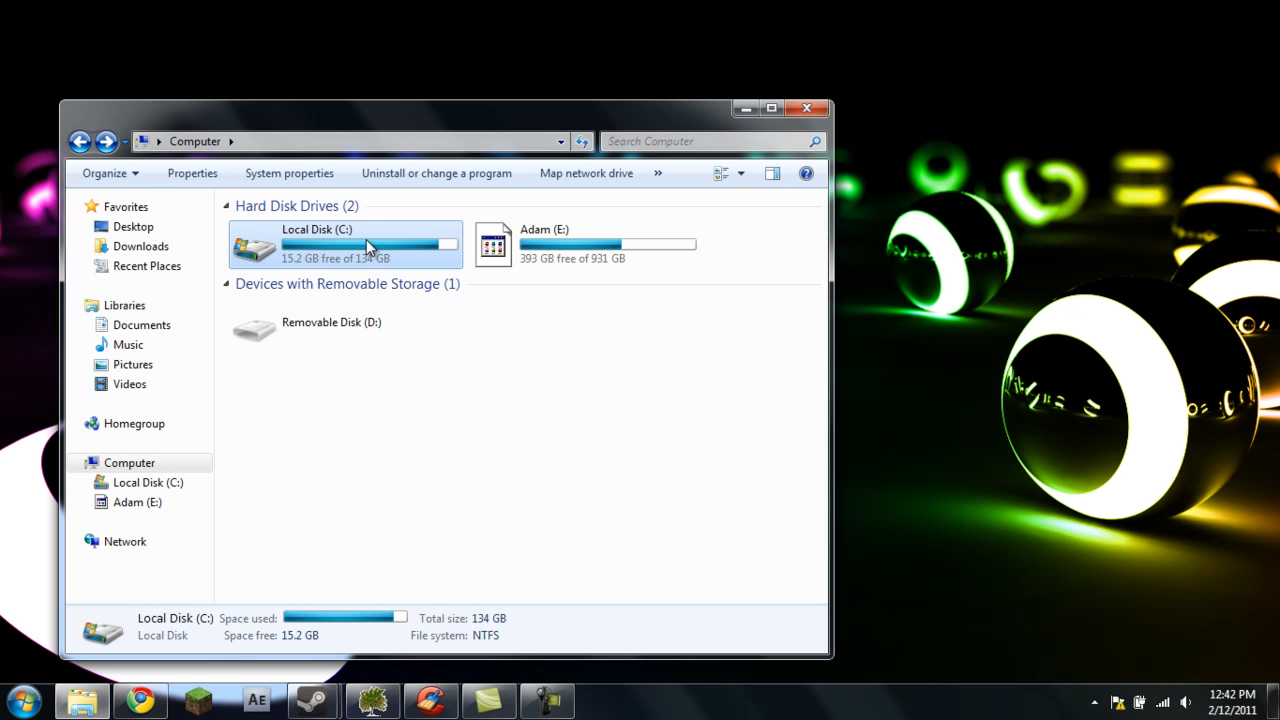 Computer
Search Computer
Organize
Properties
System properties
Uninstall or change a program
Map network drive
»
Favorites
Desktop
Downloads
Recent Places
Libraries
Documents
Music
Pictures
Videos
Homegroup
Computer
Local Disk (C:)
Adam (E:)
Network
Hard Disk Drives (2)
Local Disk (C:)
15.2 GB free of 134 GB
Adam (E:)
393 GB free of 931 GB
Devices with Removable Storage (1)
Removable Disk (D:)
Local Disk (C:) Space used: Total size: 134 GB
Local Disk Space free: 15.2 GB File system: NTFS
AE
12:42 PM
2/12/2011